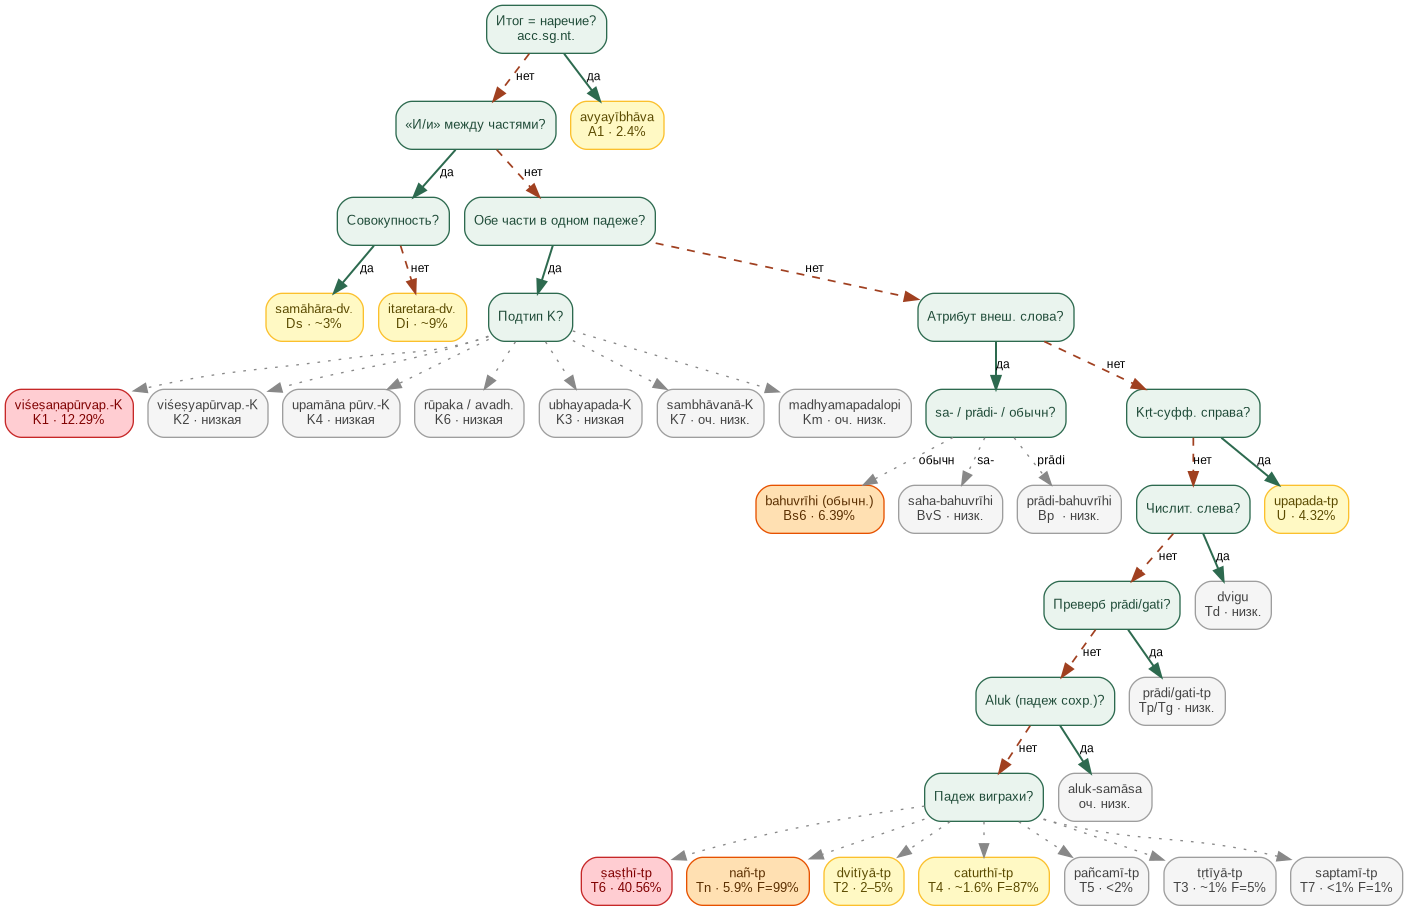 Итог = наречие?
acc.sg.nt.
нет
да
«И/и» между частями?
avyayībhāva
A1 · 2.4%
да
нет
Совокупность?
Обе части в одном падеже?
да
нет
да
нет
samāhāra-dv.
Ds · ~3%
itaretara-dv.
Di · ~9%
Подтип K?
Атрибут внеш. слова?
да
нет
viśeṣaṇapūrvap.-K
K1 · 12.29%
viśeṣyapūrvap.-K
K2 · низкая
upamāna pūrv.-K
K4 · низкая
rūpaka / avadh.
K6 · низкая
ubhayapada-K
K3 · низкая
sambhāvanā-K
K7 · оч. низк.
madhyamapadalopi
Km · оч. низк.
sa- / prādi- / обычн?
Kṛt-суфф. справа?
обычн
sa-
prādi
нет
да
bahuvrīhi (обычн.)
Bs6 · 6.39%
saha-bahuvrīhi
BvS · низк.
prādi-bahuvrīhi
Bp · низк.
Числит. слева?
upapada-tp
U · 4.32%
нет
да
Преверб prādi/gati?
dvigu
Td · низк.
нет
да
Aluk (падеж сохр.)?
prādi/gati-tp
Tp/Tg · низк.
нет
да
Падеж виграхи?
aluk-samāsa
оч. низк.
ṣaṣṭhī-tp
T6 · 40.56%
nañ-tp
Tn · 5.9% F=99%
dvitīyā-tp
T2 · 2–5%
caturthī-tp
T4 · ~1.6% F=87%
pañcamī-tp
T5 · <2%
tṛtīyā-tp
T3 · ~1% F=5%
saptamī-tp
T7 · <1% F=1%